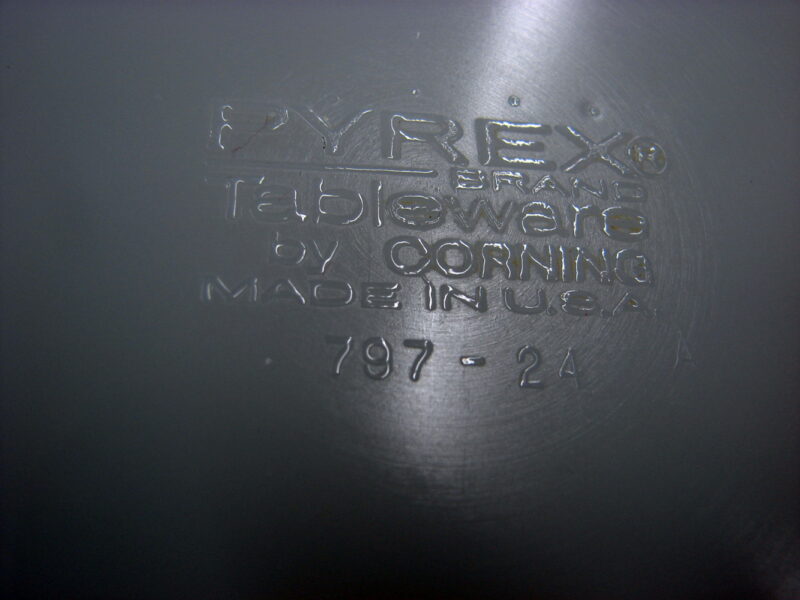 PYREX®
BRAND
Tableware
by CORNING
MADE IN U.S.A.
797-2A A